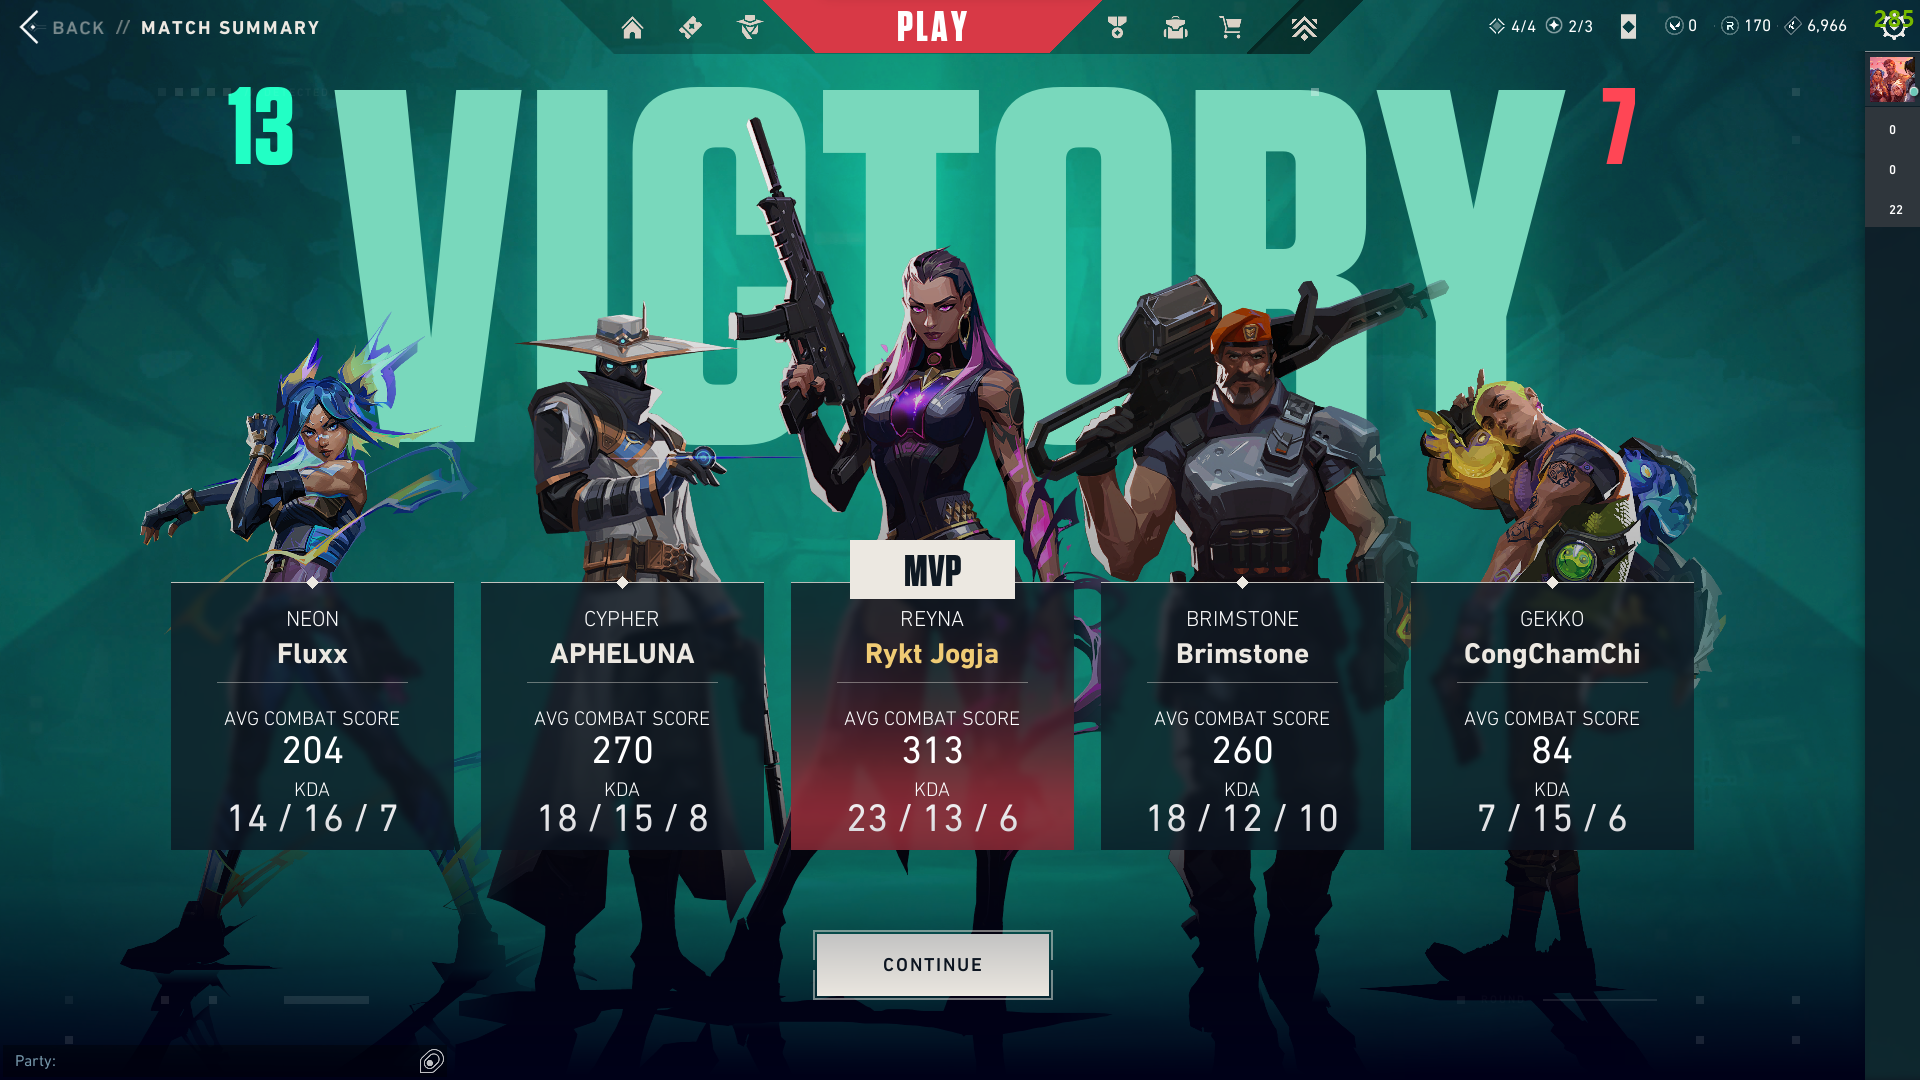 BACK // MATCH SUMMARY
PLAY
4/4 2/3 0 R 170 6,966
285
13 VICTORY 7
0
0
22
MVP
NEON
Fluxx
AVG COMBAT SCORE
204
KDA
14 / 16 / 7
CYPHER
APHELUNA
AVG COMBAT SCORE
270
KDA
18 / 15 / 8
REYNA
Rykt Jogja
AVG COMBAT SCORE
313
KDA
23 / 13 / 6
BRIMSTONE
Brimstone
AVG COMBAT SCORE
260
KDA
18 / 12 / 10
GEKKO
CongChamChi
AVG COMBAT SCORE
84
KDA
7 / 15 / 6
CONTINUE
Party: